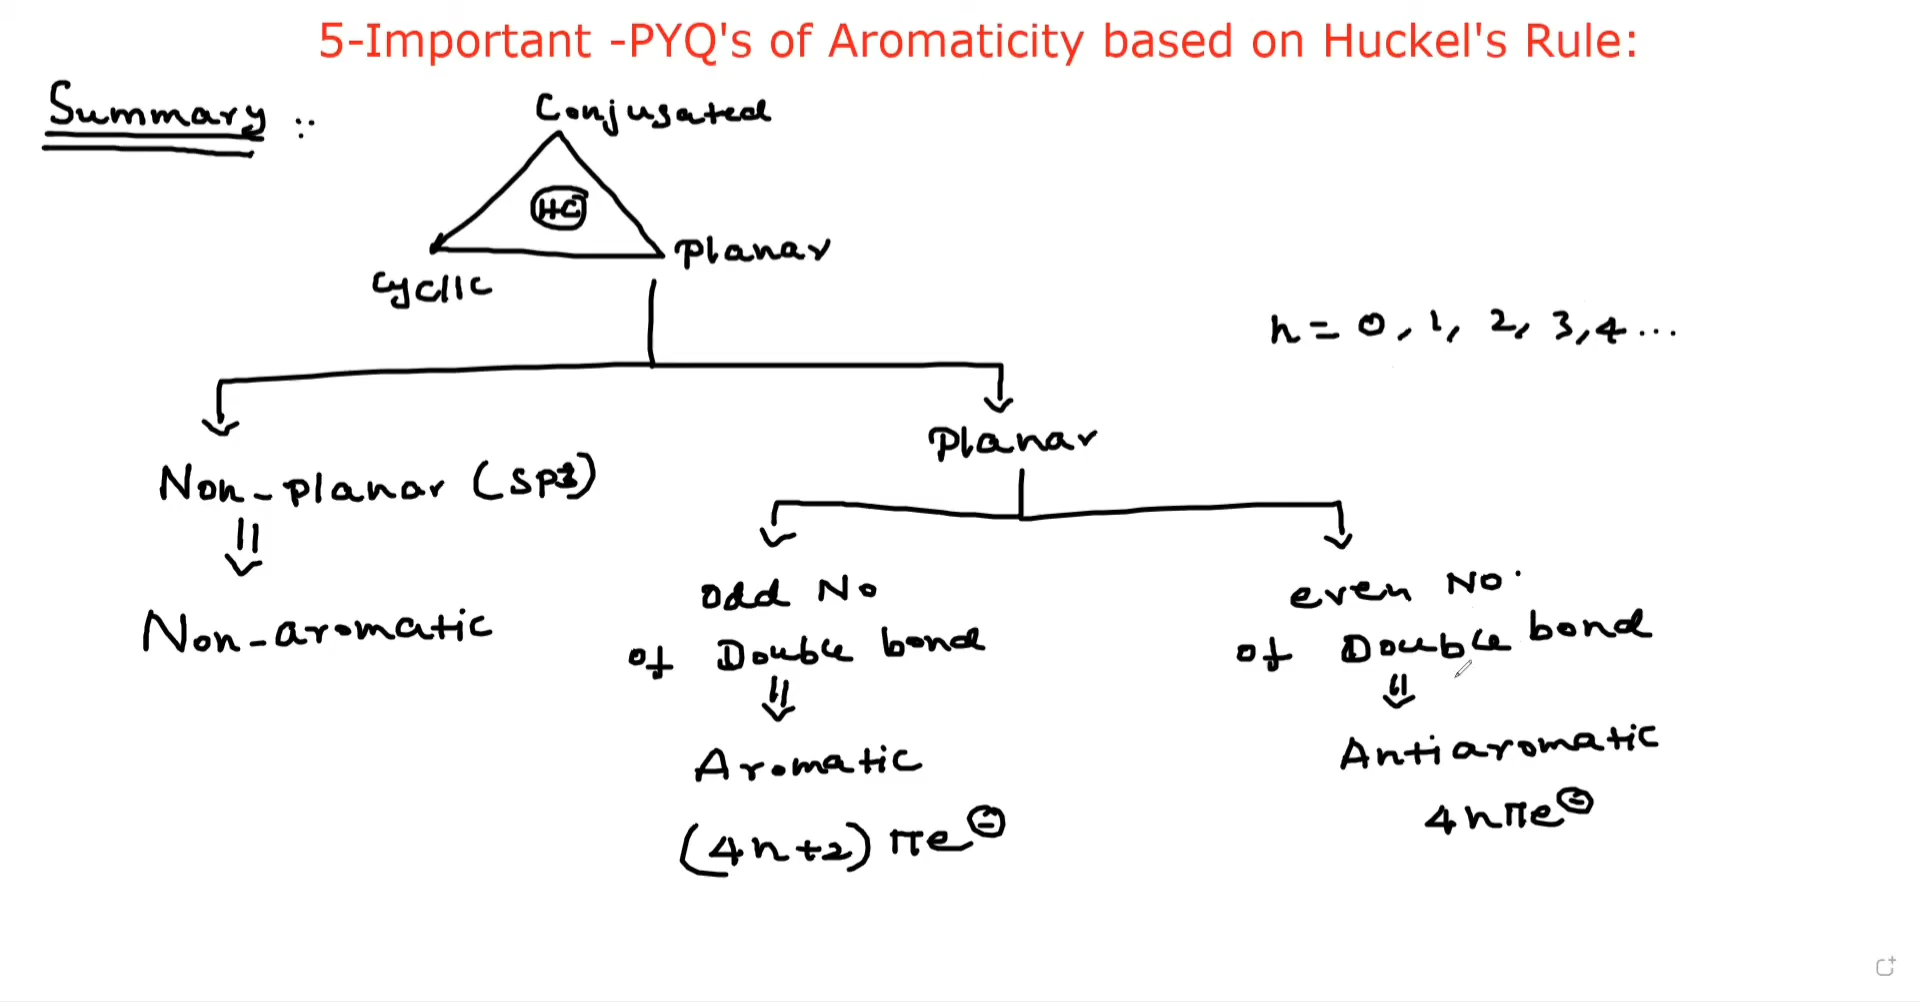 5-Important -PYQ's of Aromaticity based on Huckel's Rule:
Summary :-
Conjugated
HC
Planar
Cyclic
n = 0, 1, 2, 3, 4 ...
Planar
Non-planar (SP3)
odd No
of Double bond
even No.
of Double bond
Non-aromatic
Aromatic
(4n+2) πe⊖
Antiaromatic
4nπe⊖